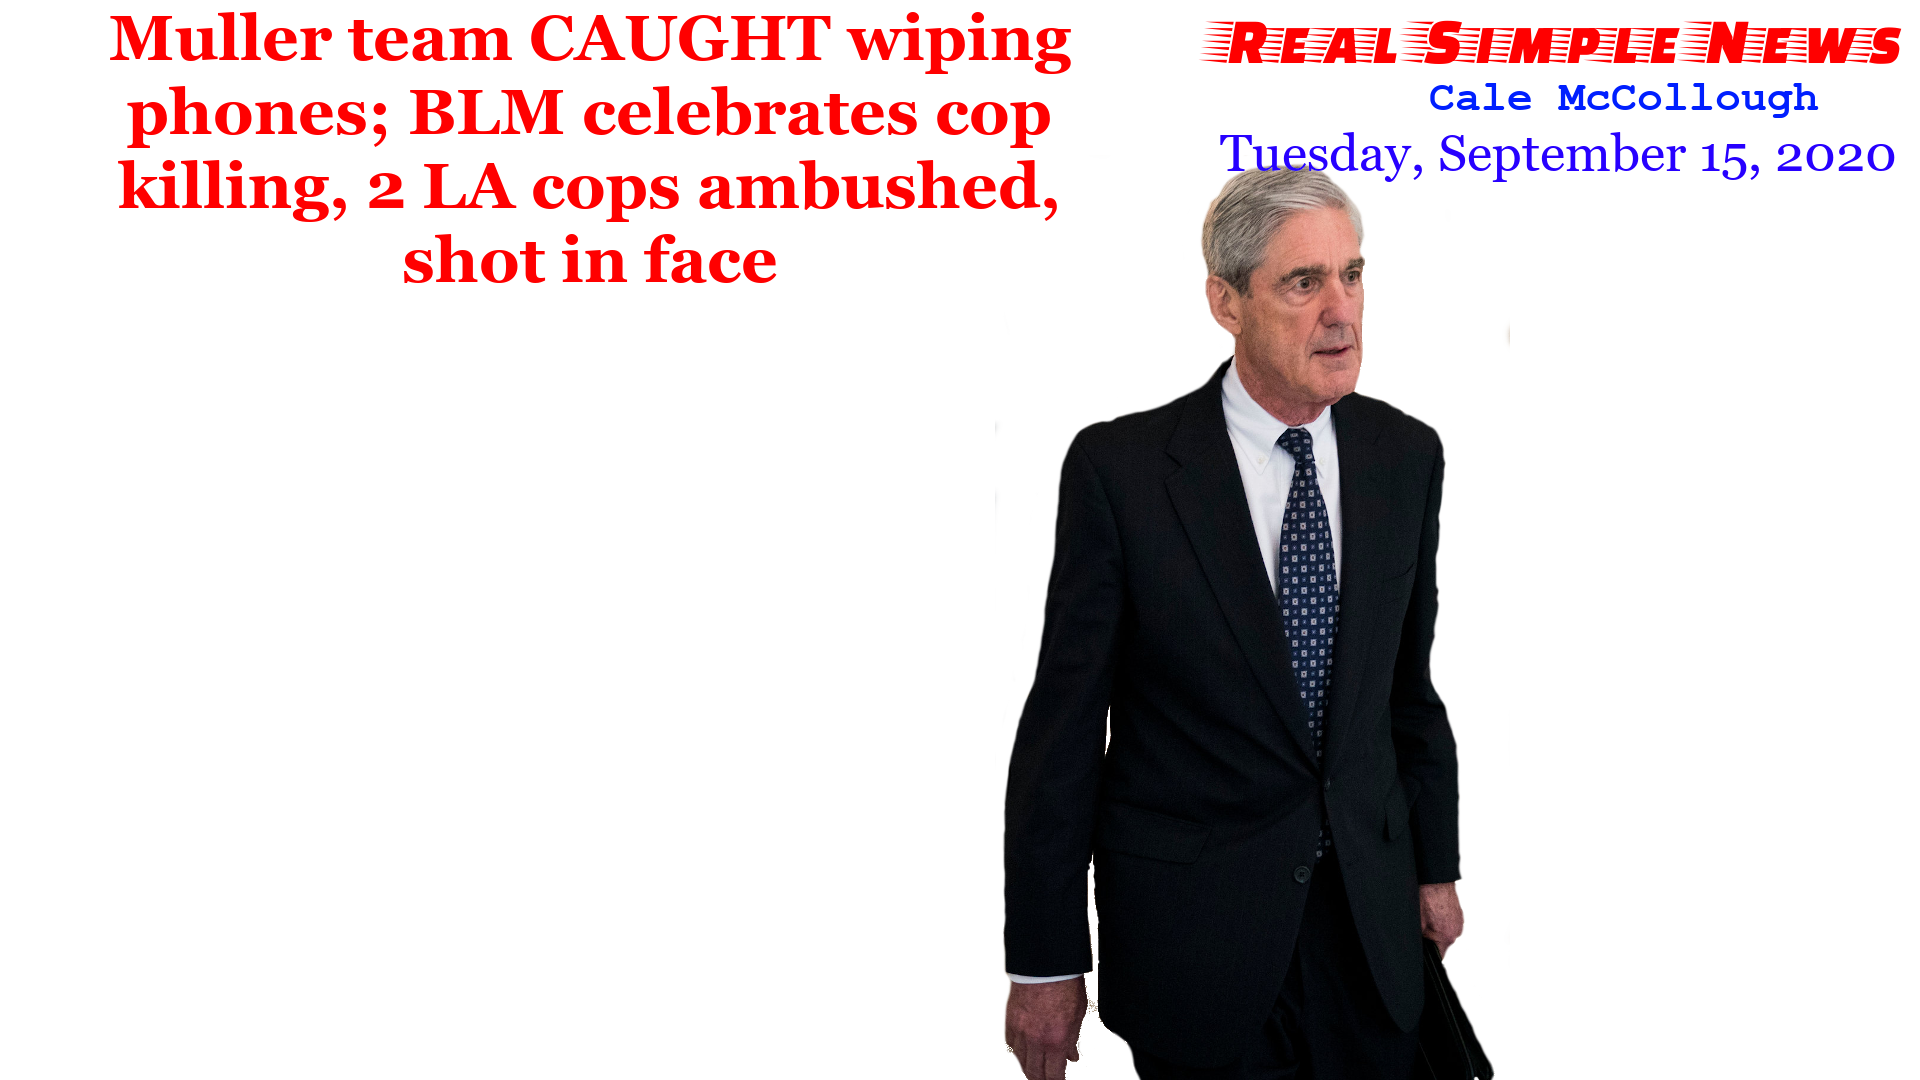 Muller team CAUGHT wiping
phones; BLM celebrates cop
killing, 2 LA cops ambushed,
shot in face
Real Simple News
Cale McCollough
Tuesday, September 15, 2020